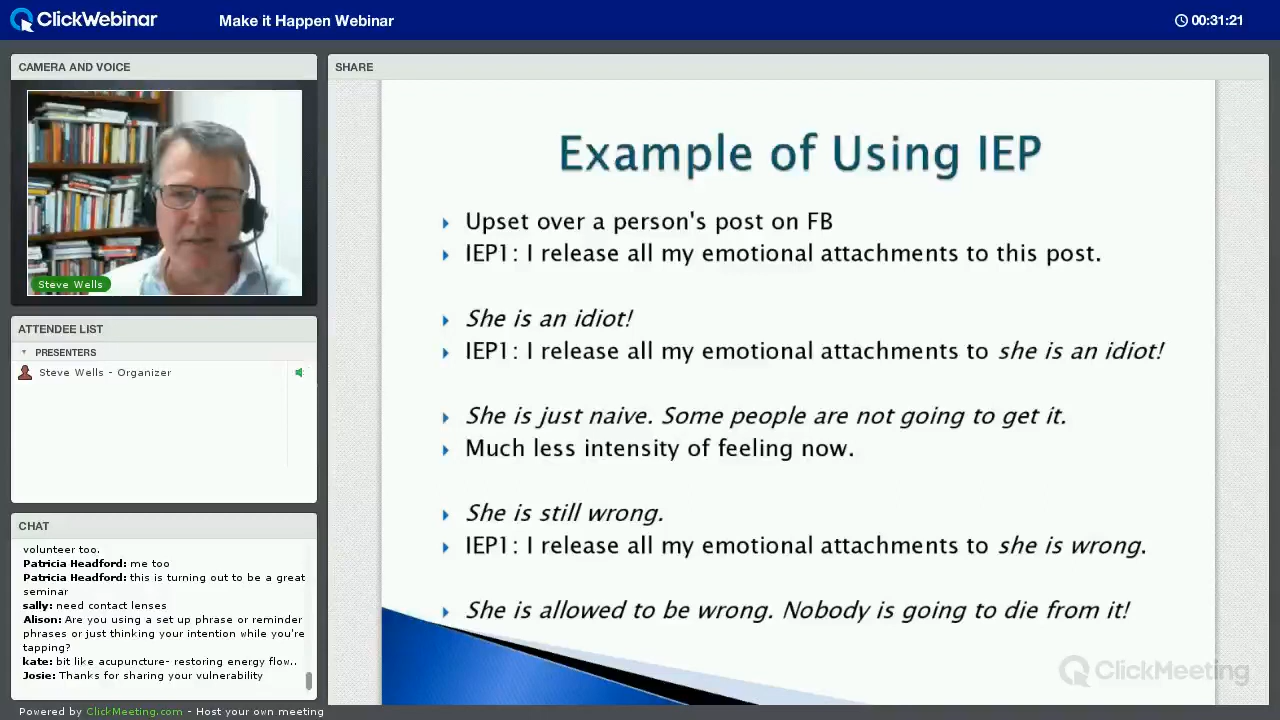 ClickWebinar
Make it Happen Webinar
00:31:21
CAMERA AND VOICE
Steve Wells
ATTENDEE LIST
PRESENTERS
Steve Wells - Organizer
CHAT
volunteer too.
Patricia Headford: me too
Patricia Headford: this is turning out to be a great
seminar
sally: need contact lenses
Alison: Are you using a set up phrase or reminder
phrases or just thinking your intention while you're
tapping?
kate: bit like acupuncture- restoring energy flow..
Josie: Thanks for sharing your vulnerability
SHARE
Example of Using IEP
Upset over a person's post on FB
IEP1: I release all my emotional attachments to this post.
She is an idiot!
IEP1: I release all my emotional attachments to she is an idiot!
She is just naive. Some people are not going to get it.
Much less intensity of feeling now.
She is still wrong.
IEP1: I release all my emotional attachments to she is wrong.
She is allowed to be wrong. Nobody is going to die from it!
ClickMeeting
Powered by ClickMeeting.com - Host your own meeting